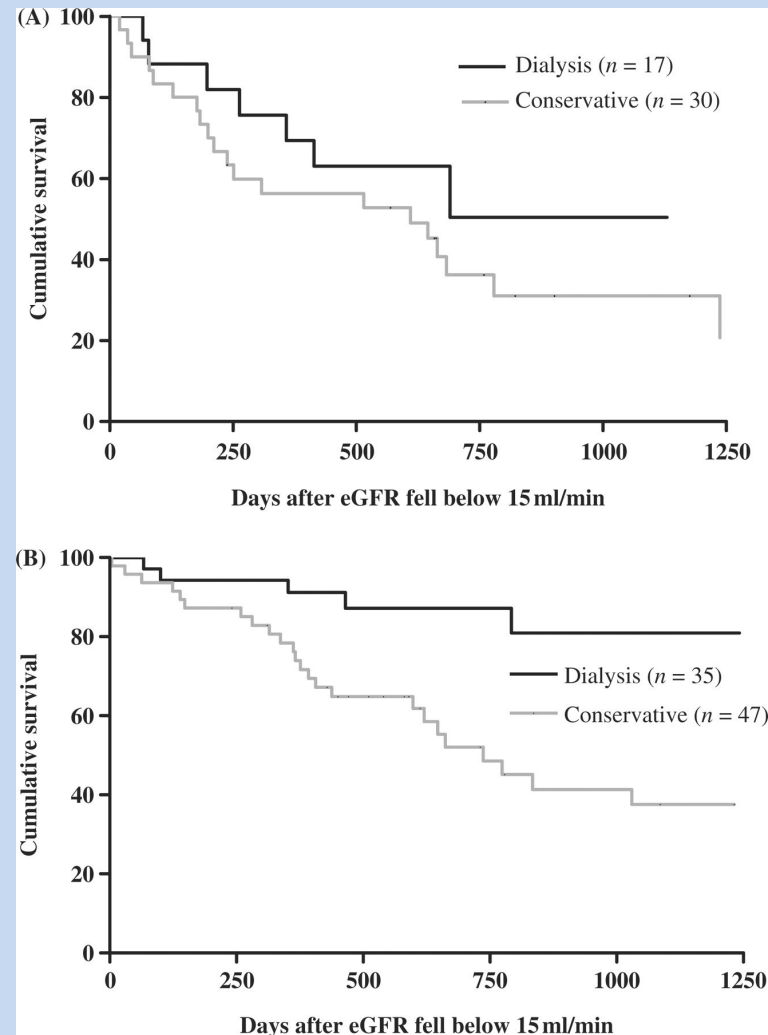 (A)
100
80
60
40
20
0
Cumulative survival
Dialysis (n = 17)
Conservative (n = 30)
0 250 500 750 1000 1250
Days after eGFR fell below 15 ml/min
(B)
100
80
60
40
20
0
Cumulative survival
Dialysis (n = 35)
Conservative (n = 47)
0 250 500 750 1000 1250
Days after eGFR fell below 15 ml/min